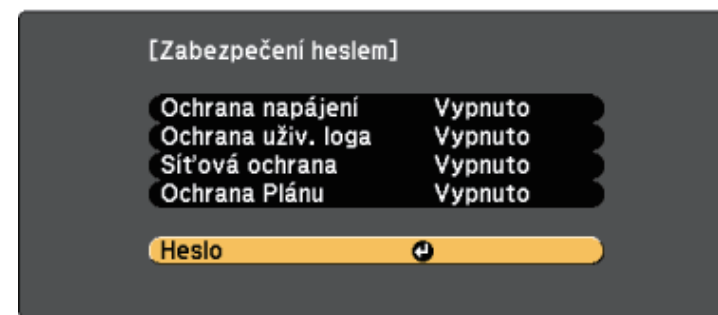 [Zabezpečení heslem]
Ochrana napájení Vypnuto
Ochrana uživ. loga Vypnuto
Síťová ochrana Vypnuto
Ochrana Plánu Vypnuto
Heslo